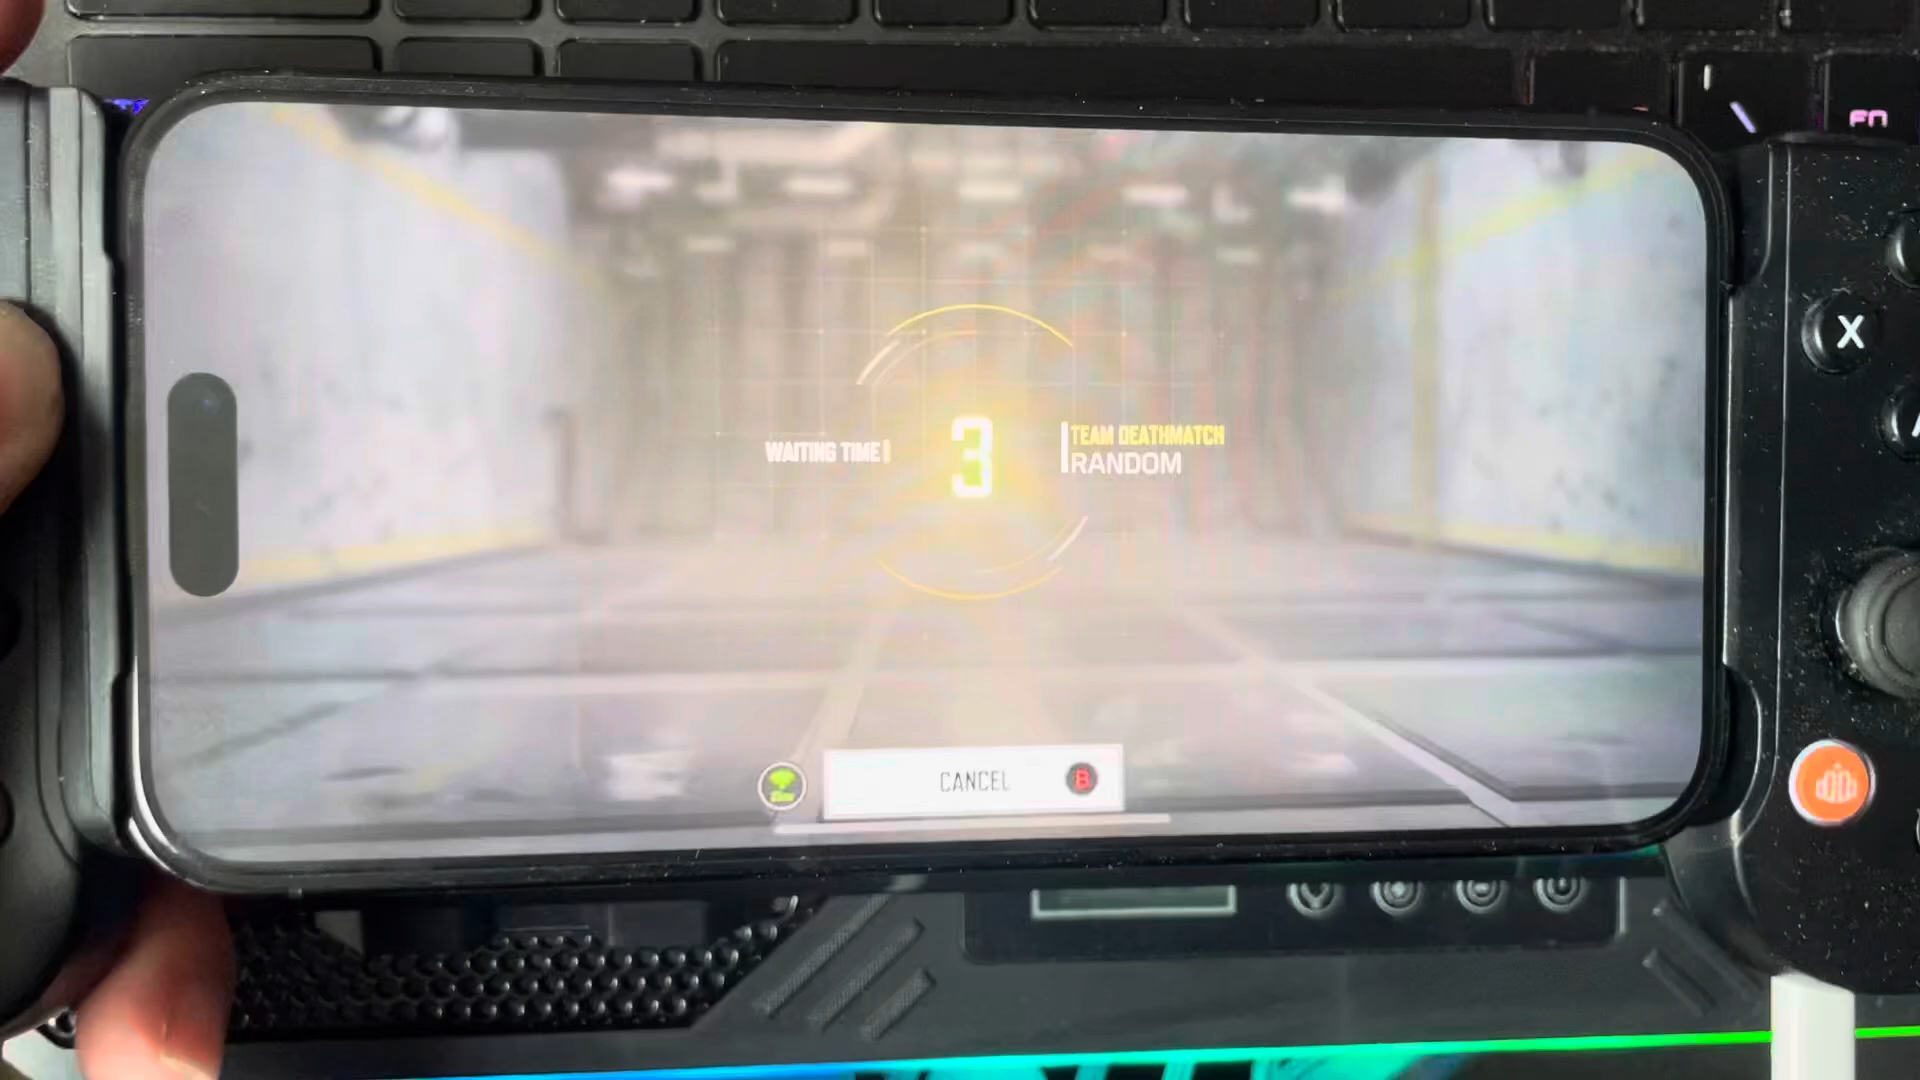 \
FN
X
WAITING TIME
3
TEAM DEATHMATCH
RANDOM
CANCEL
B